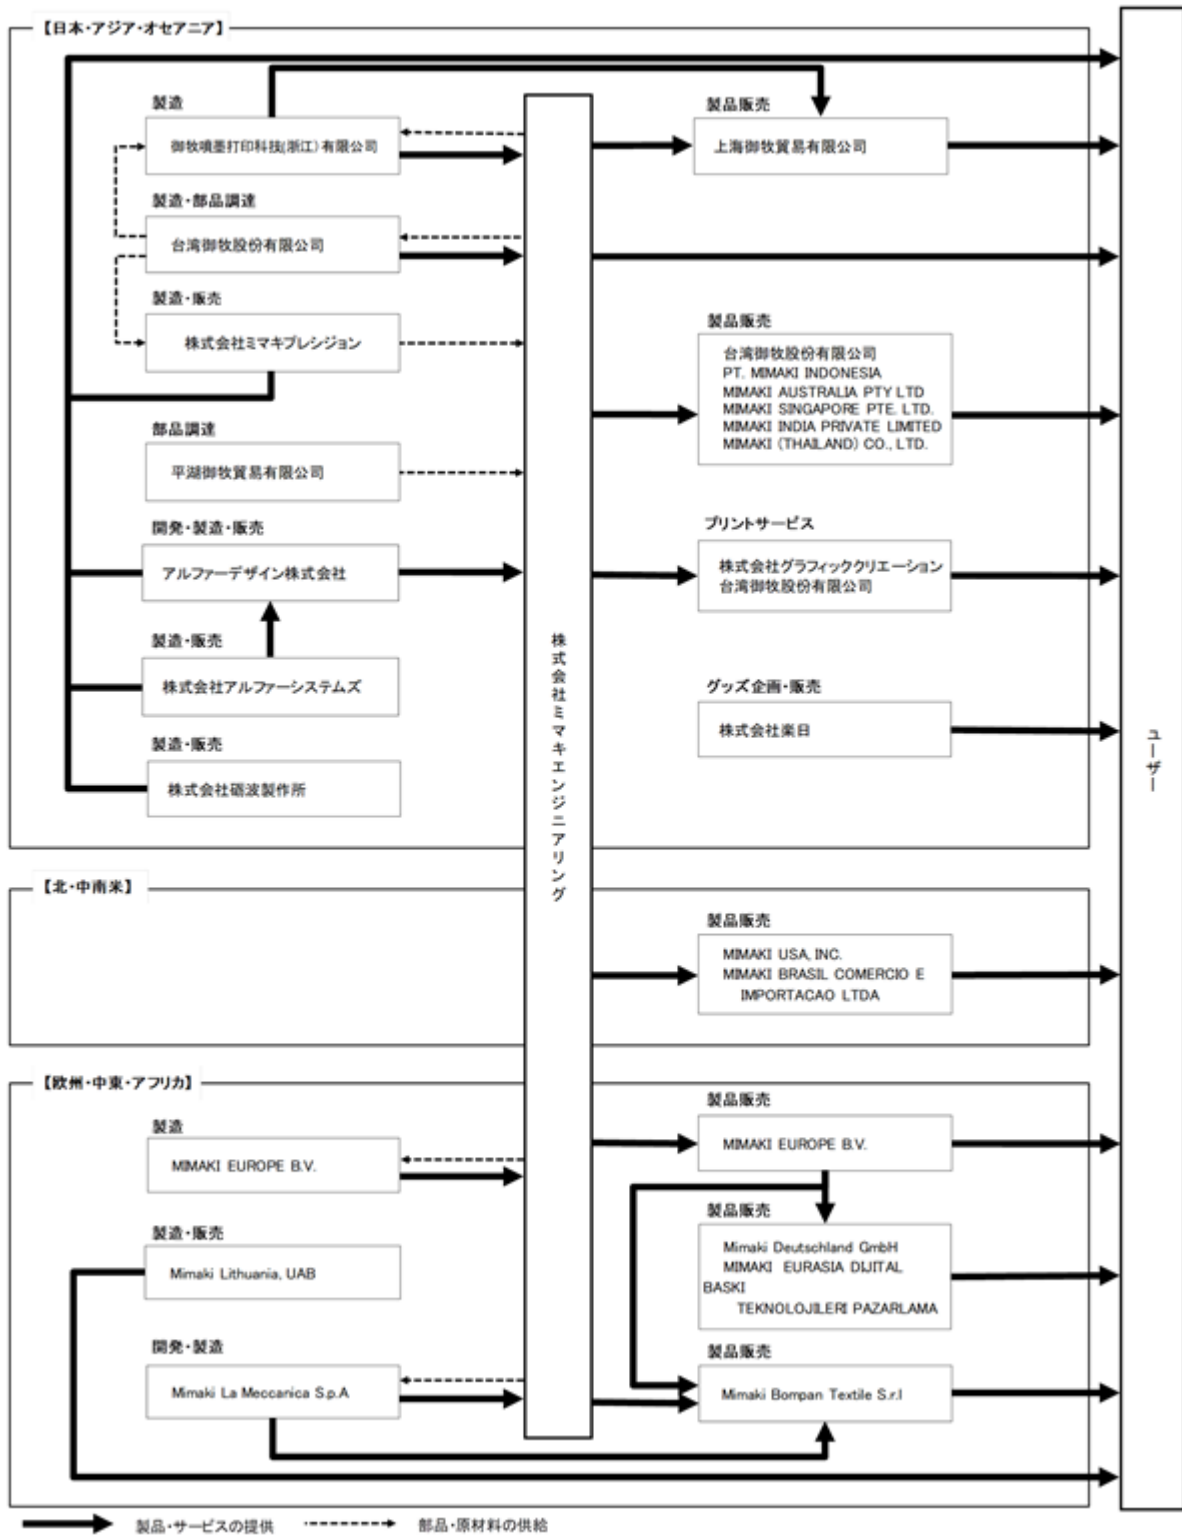 【日本・アジア・オセアニア】
製造
御牧噴墨打印科技(浙江)有限公司
製造・部品調達
台湾御牧股份有限公司
製造・販売
株式会社ミマキプレシジョン
部品調達
平湖御牧貿易有限公司
開発・製造・販売
アルファーデザイン株式会社
製造・販売
株式会社アルファーシステムズ
製造・販売
株式会社砺波製作所
株式会社ミマキエンジニアリング
製品販売
上海御牧貿易有限公司
製品販売
台湾御牧股份有限公司
PT. MIMAKI INDONESIA
MIMAKI AUSTRALIA PTY LTD
MIMAKI SINGAPORE PTE. LTD.
MIMAKI INDIA PRIVATE LIMITED
MIMAKI (THAILAND) CO., LTD.
プリントサービス
株式会社グラフィッククリエーション
台湾御牧股份有限公司
グッズ企画・販売
株式会社楽日
ユーザー
【北・中南米】
製品販売
MIMAKI USA, INC.
MIMAKI BRASIL COMERCIO E
IMPORTACAO LTDA
【欧州・中東・アフリカ】
製造
MIMAKI EUROPE B.V.
製造・販売
Mimaki Lithuania, UAB
開発・製造
Mimaki La Meccanica S.p.A
製品販売
MIMAKI EUROPE B.V.
製品販売
Mimaki Deutschland GmbH
MIMAKI EURASIA DIJITAL
BASKI
TEKNOLOJILERI PAZARLAMA
製品販売
Mimaki Bompan Textile S.r.l
製品・サービスの提供
部品・原材料の供給